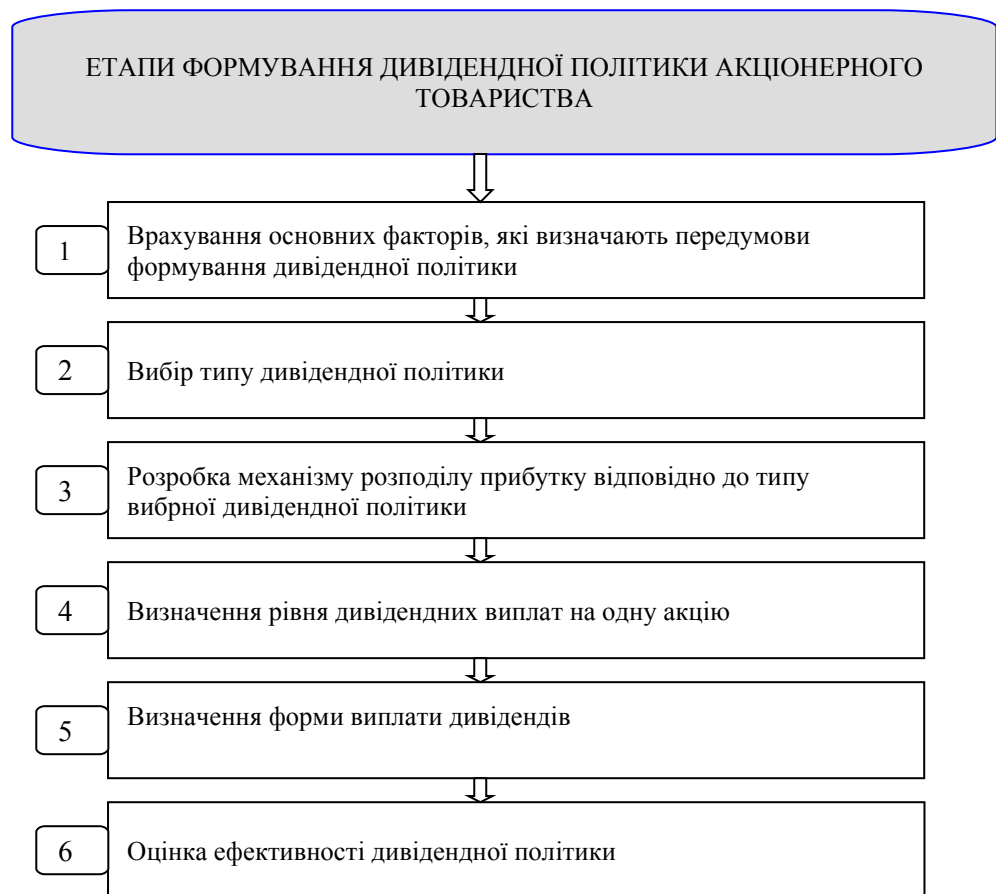 ЕТАПИ ФОРМУВАННЯ ДИВІДЕНДНОЇ ПОЛІТИКИ АКЦІОНЕРНОГО
ТОВАРИСТВА
1
Врахування основних факторів, які визначають передумови
формування дивідендної політики
2
Вибір типу дивідендної політики
3
Розробка механізму розподілу прибутку відповідно до типу
вибрної дивідендної політики
4
Визначення рівня дивідендних виплат на одну акцію
5
Визначення форми виплати дивідендів
6
Оцінка ефективності дивідендної політики